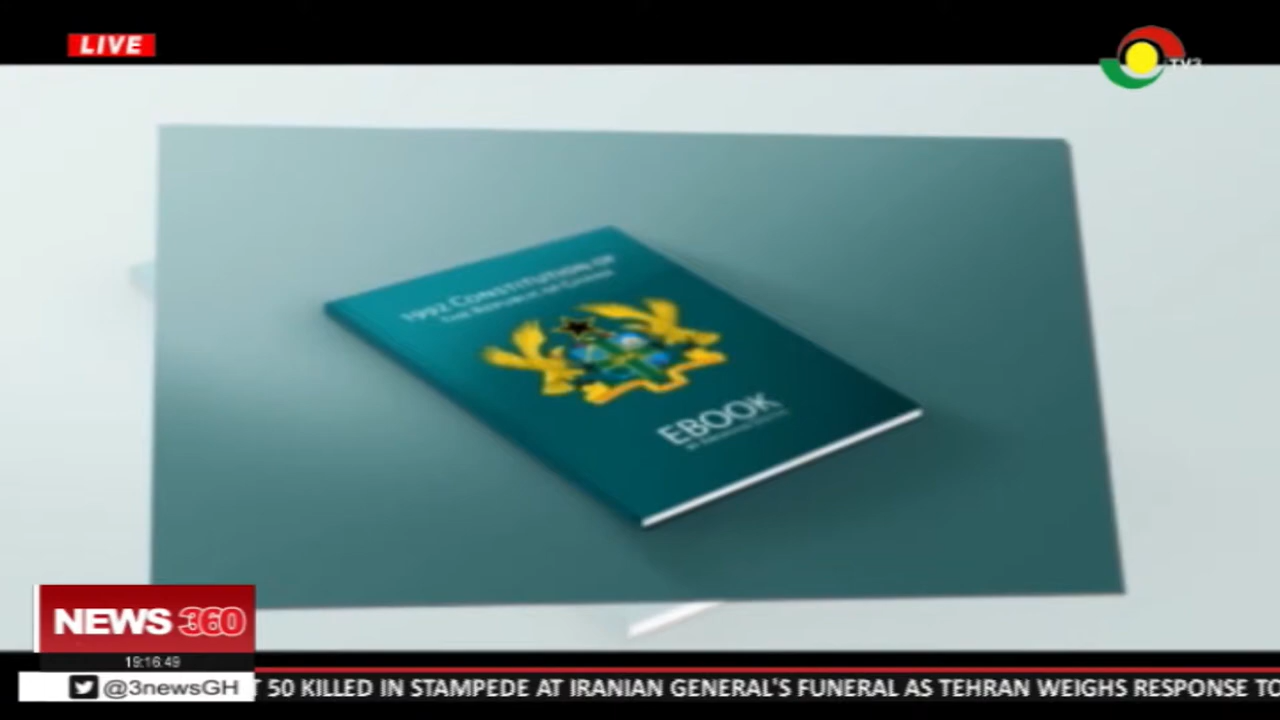 LIVE
TV3
1992 CONSTITUTION OF
THE REPUBLIC OF GHANA
EBOOK
NEWS 360
19:16:49
@3newsGH
T 50 KILLED IN STAMPEDE AT IRANIAN GENERAL'S FUNERAL AS TEHRAN WEIGHS RESPONSE TO